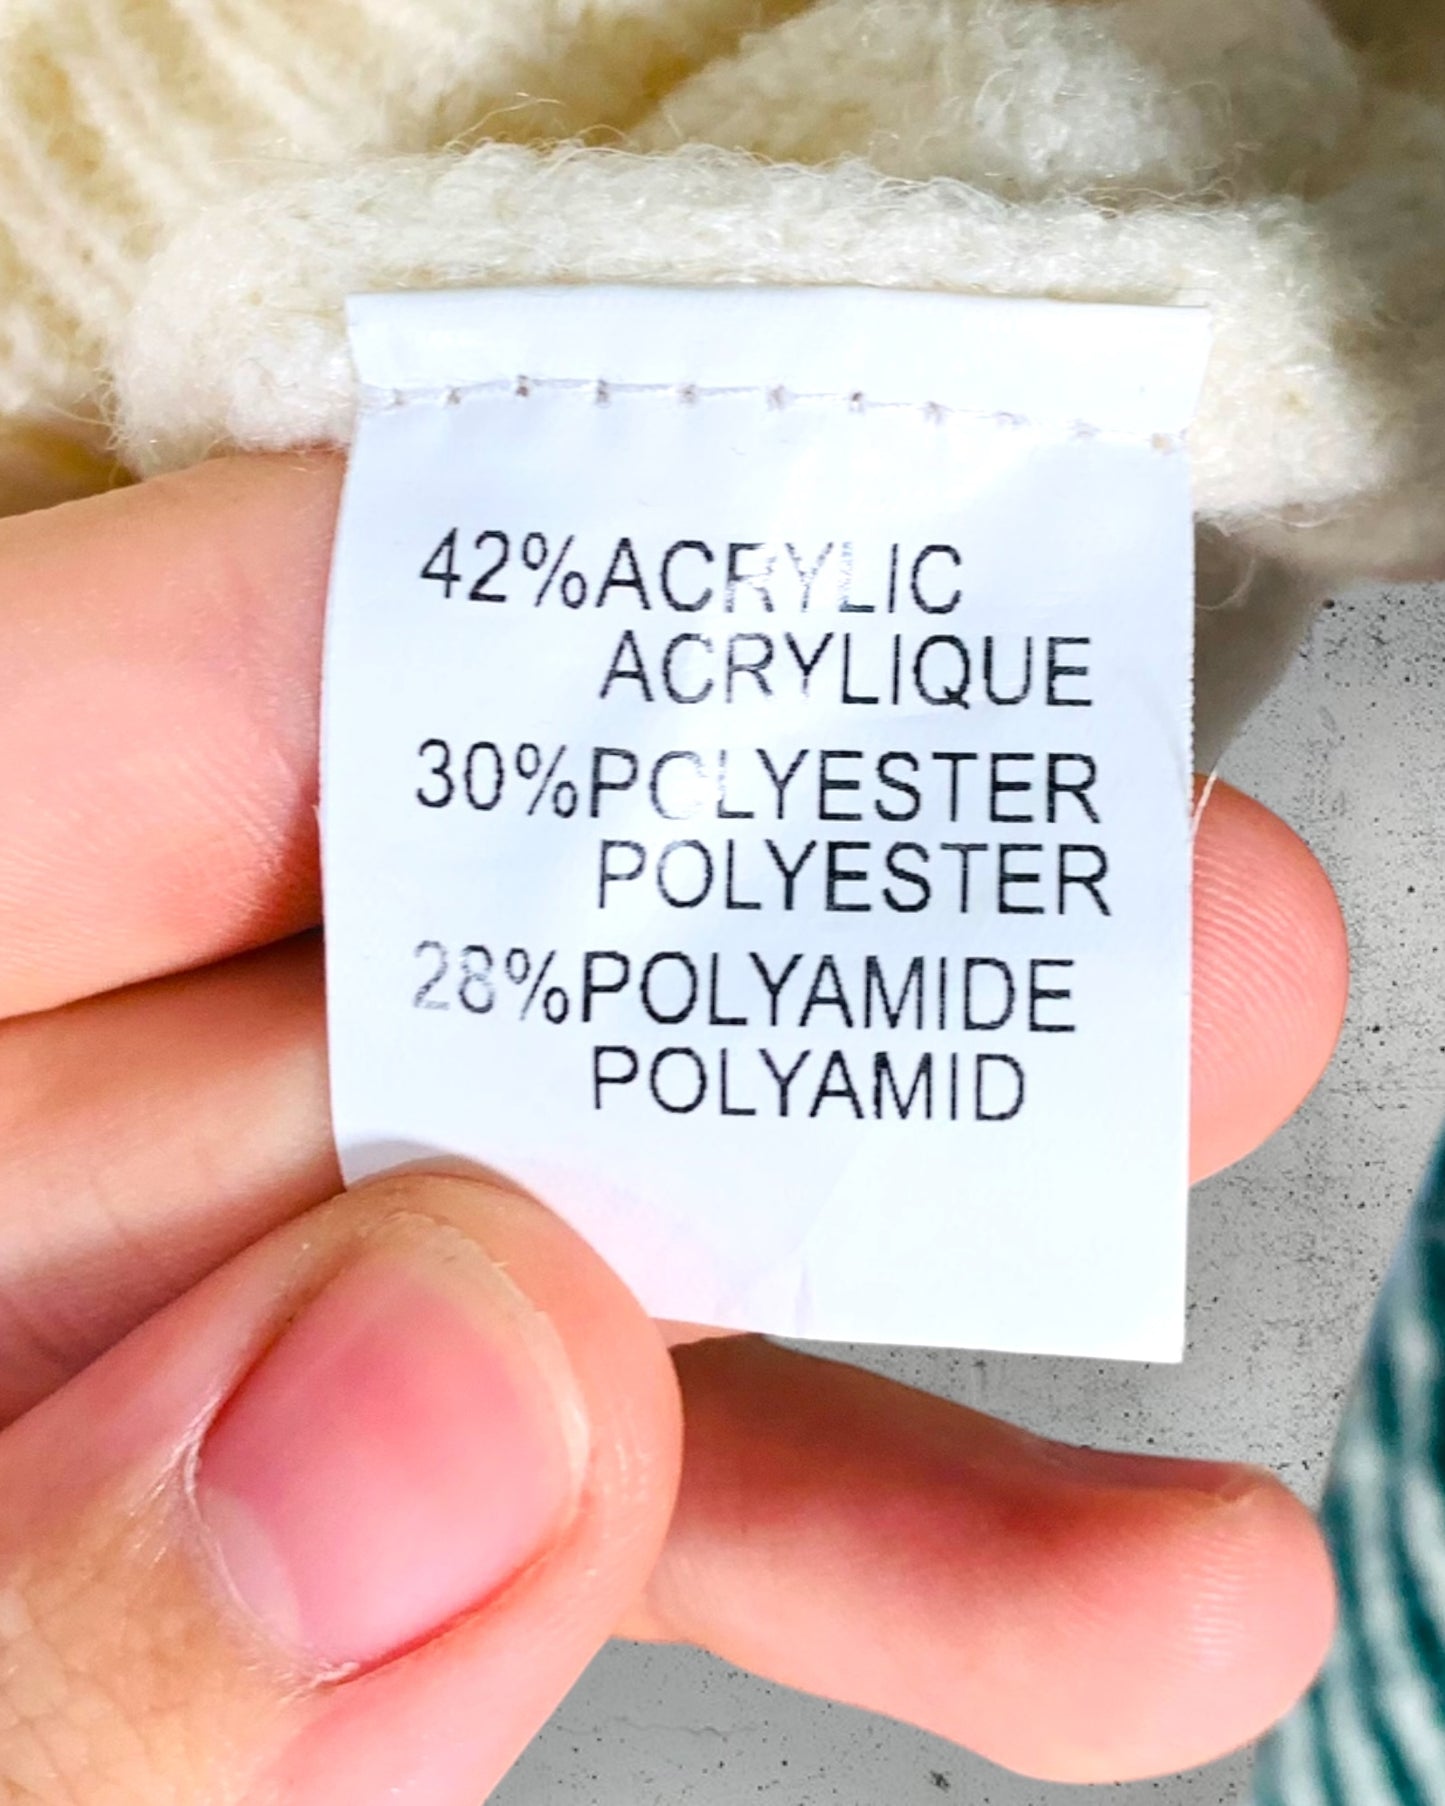 42%ACRYLIC
ACRYLIQUE
30%POLYESTER
POLYESTER
28%POLYAMIDE
POLYAMID